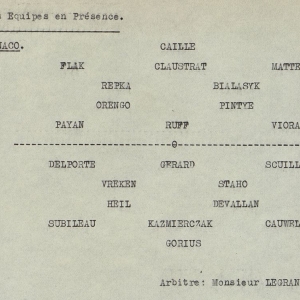 s Equipes en Présence.
NACO.
CAILLE
FLAK CLAUSTRAT MATTE
REPKA BIALASYK
ORENGO PINTYE
PAYAN RUFF VIORA
O
DELPORTE GERARD SCUILL
VREKEN STAHO
HEIL DEVALLAN
SUBILEAU KAZMIERCZAK CAUWEL
GORIUS
Arbitre: Monsieur LEGRAN